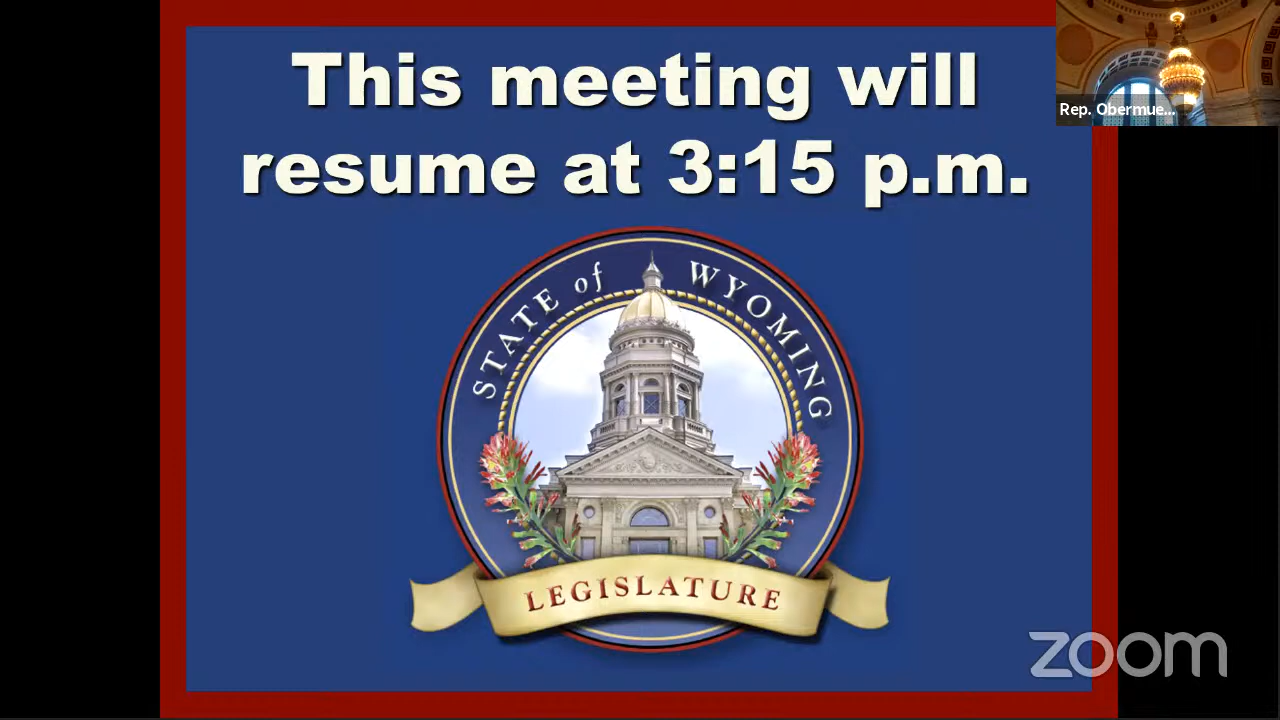 This meeting will
resume at 3:15 p.m.
Rep. Obermue...
STATE of WYOMING
LEGISLATURE
zoom